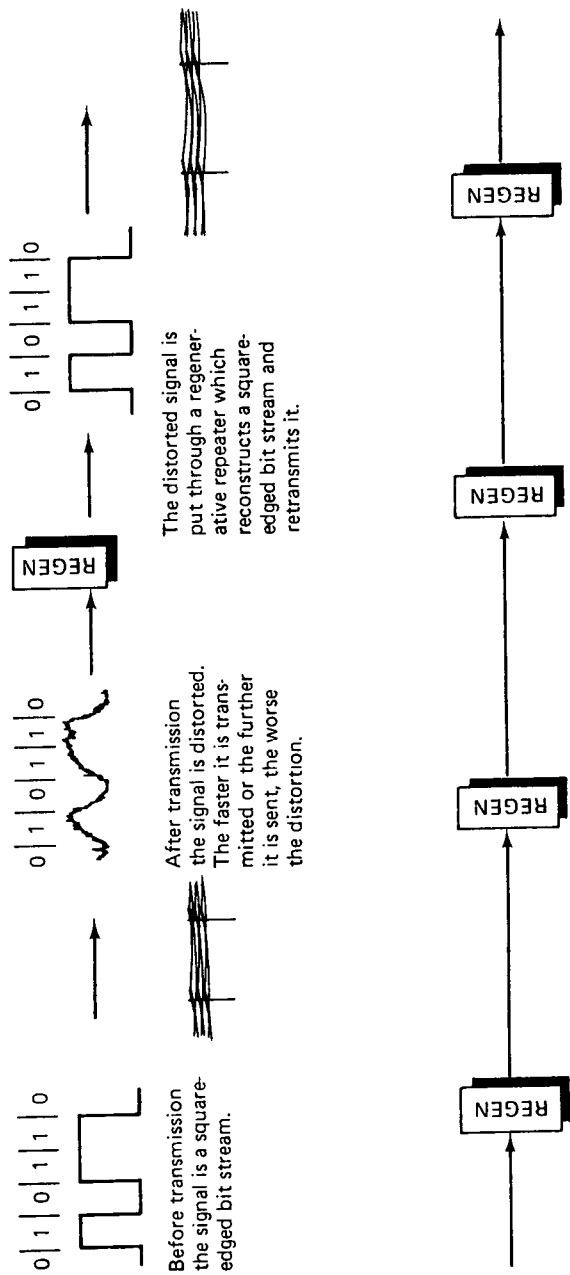 0|1|0|1|1|0
Before transmission
the signal is a square-
edged bit stream.
0|1|0|1|1|0
After transmission
the signal is distorted.
The faster it is trans-
mitted or the further
it is sent, the worse
the distortion.
REGEN
0|1|0|1|1|0
The distorted signal is
put through a regener-
ative repeater which
reconstructs a square-
edged bit stream and
retransmits it.
REGEN
REGEN
REGEN
REGEN